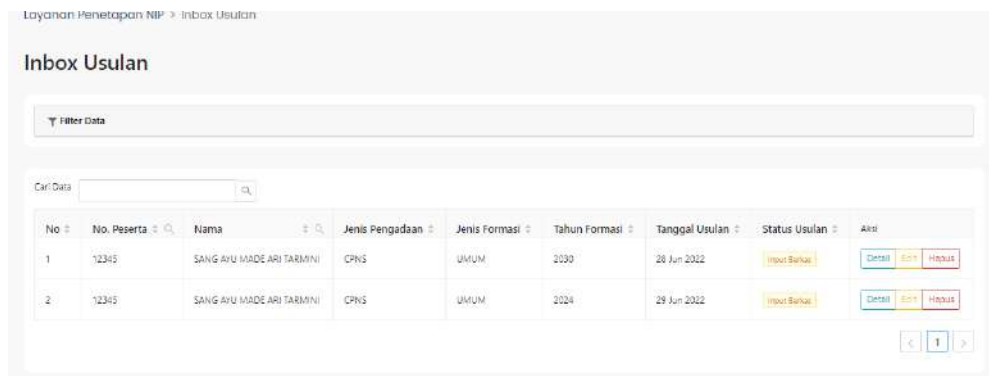 Layanan Penetapan NIP > Inbox Usulan
Inbox Usulan
Filter Data
Cari Data
No No. Peserta Nama Jenis Pengadaan Jenis Formasi Tahun Formasi Tanggal Usulan Status Usulan Aksi
1 12345 SANG AYU MADE ARI TARMINI CPNS UMUM 2030 28 Jun 2022 Input Berkas Detail Edit Hapus
2 12345 SANG AYU MADE ARI TARMINI CPNS UMUM 2024 29 Jun 2022 Input Berkas Detail Edit Hapus
< 1 >